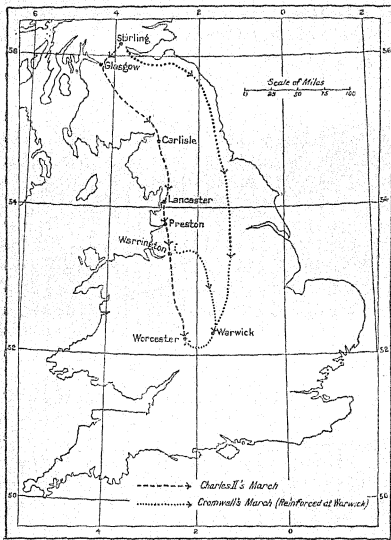 6 4 2 0 2
56 56
Stirling
Glasgow
Scale of Miles
0 25 50 75 100
Carlisle
54 54
Lancaster
Preston
Warrington
Worcester
Warwick
52 52
Charles II's March
Cromwell's March (Reinforced at Warwick)
50 50
4 2 0